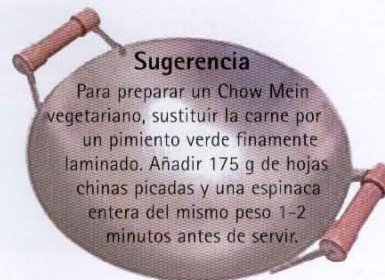 Sugerencia
Para preparar un Chow Mein
vegetariano, sustituir la carne por
un pimiento verde finamente
laminado. Añadir 175 g de hojas
chinas picadas y una espinaca
entera del mismo peso 1-2
minutos antes de servir.